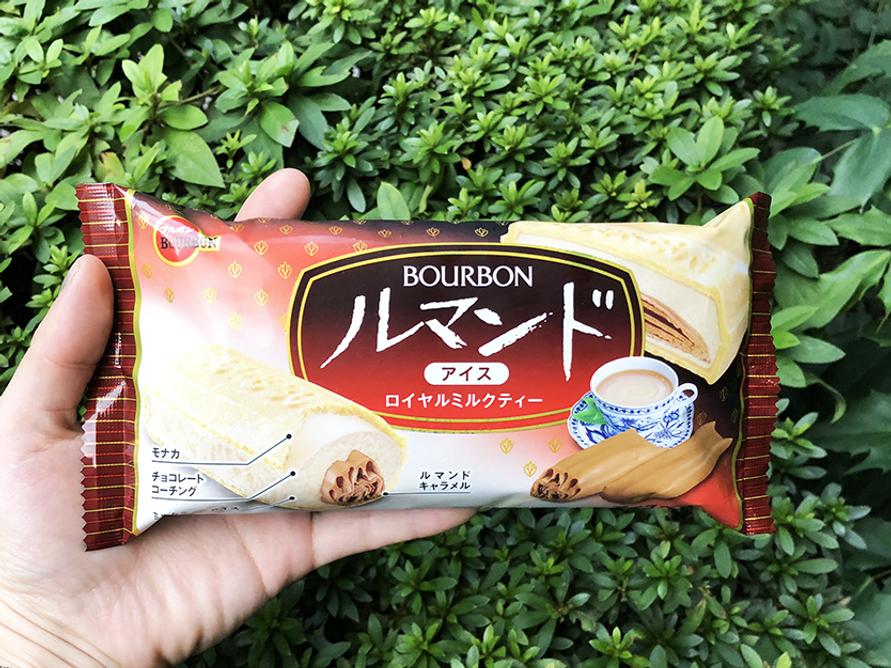 ブルボン
BOURBON
BOURBON
ルマンド
アイス
ロイヤルミルクティー
モナカ
チョコレート
コーチング
ルマンド
キャラメル